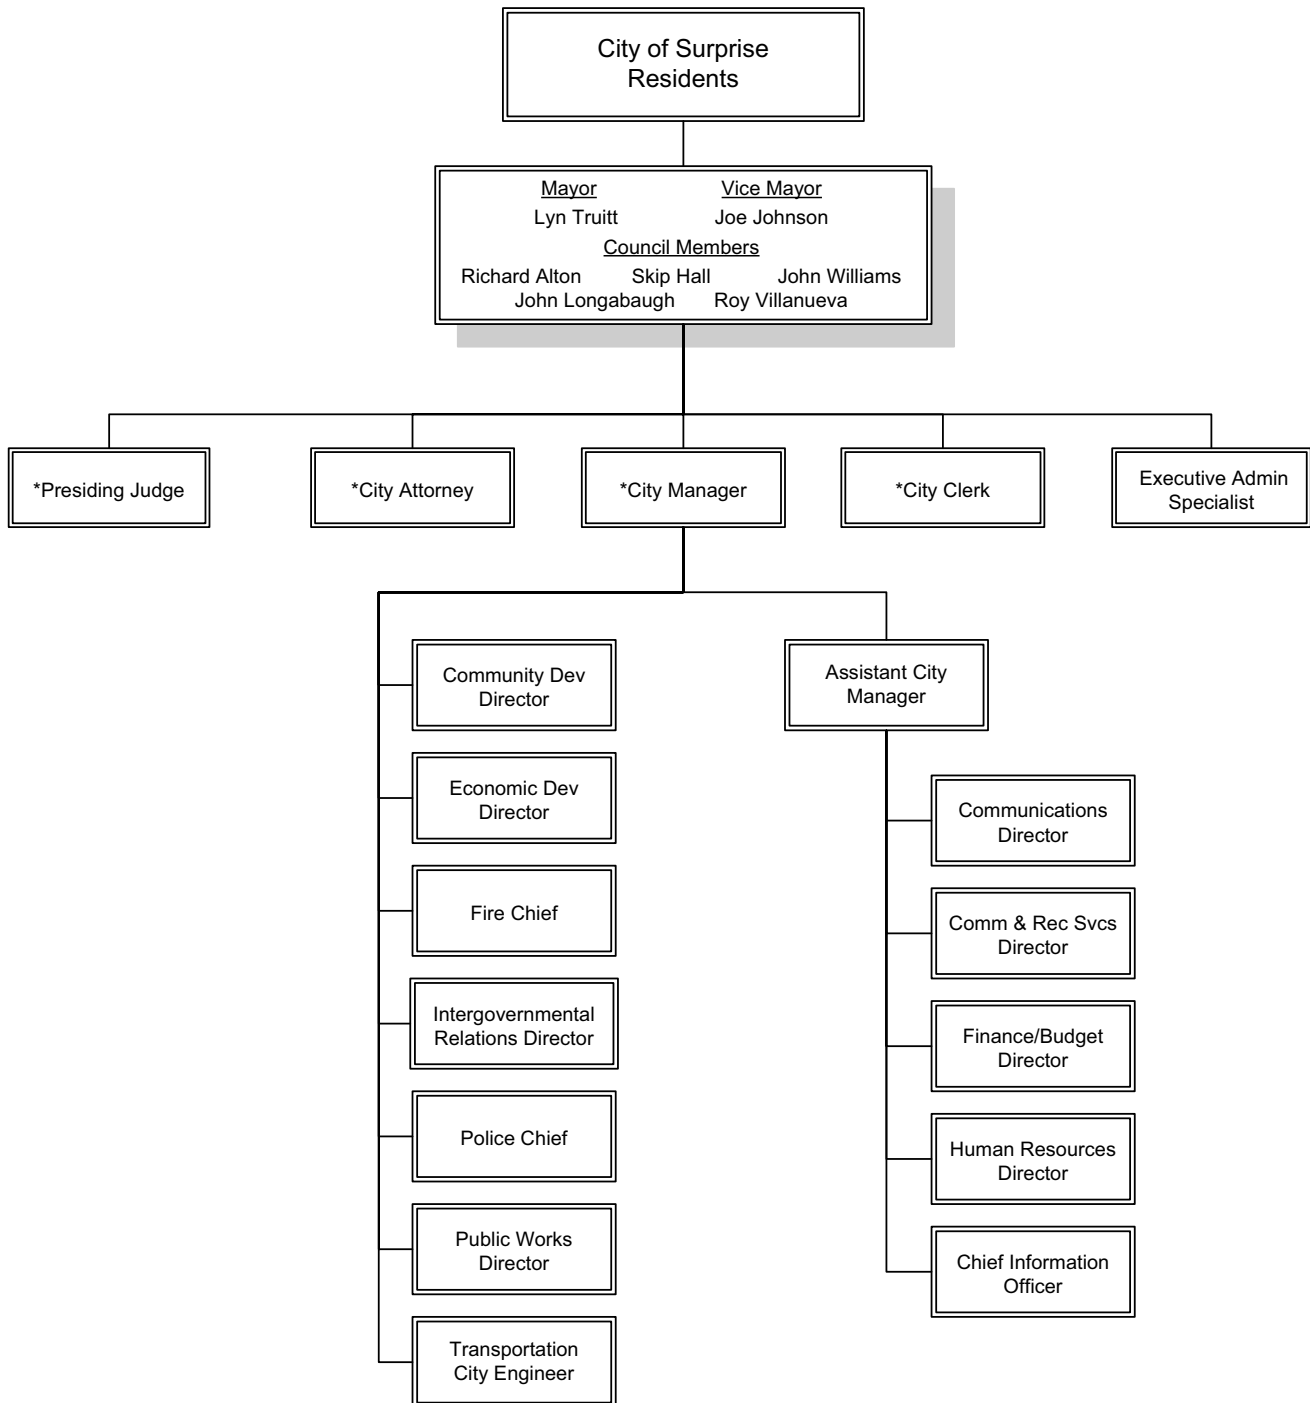 City of Surprise
Residents
Mayor Vice Mayor
Lyn Truitt Joe Johnson
Council Members
Richard Alton Skip Hall John Williams
John Longabaugh Roy Villanueva
*Presiding Judge
*City Attorney
*City Manager
*City Clerk
Executive Admin
Specialist
Community Dev
Director
Economic Dev
Director
Fire Chief
Intergovernmental
Relations Director
Police Chief
Public Works
Director
Transportation
City Engineer
Assistant City
Manager
Communications
Director
Comm & Rec Svcs
Director
Finance/Budget
Director
Human Resources
Director
Chief Information
Officer